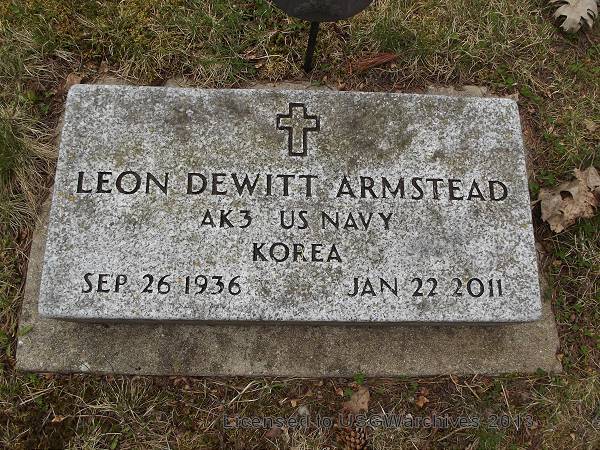 LEON DEWITT ARMSTEAD
AK3 US NAVY
KOREA
SEP 26 1936 JAN 22 2011
Licensed to USGWarchives 2013